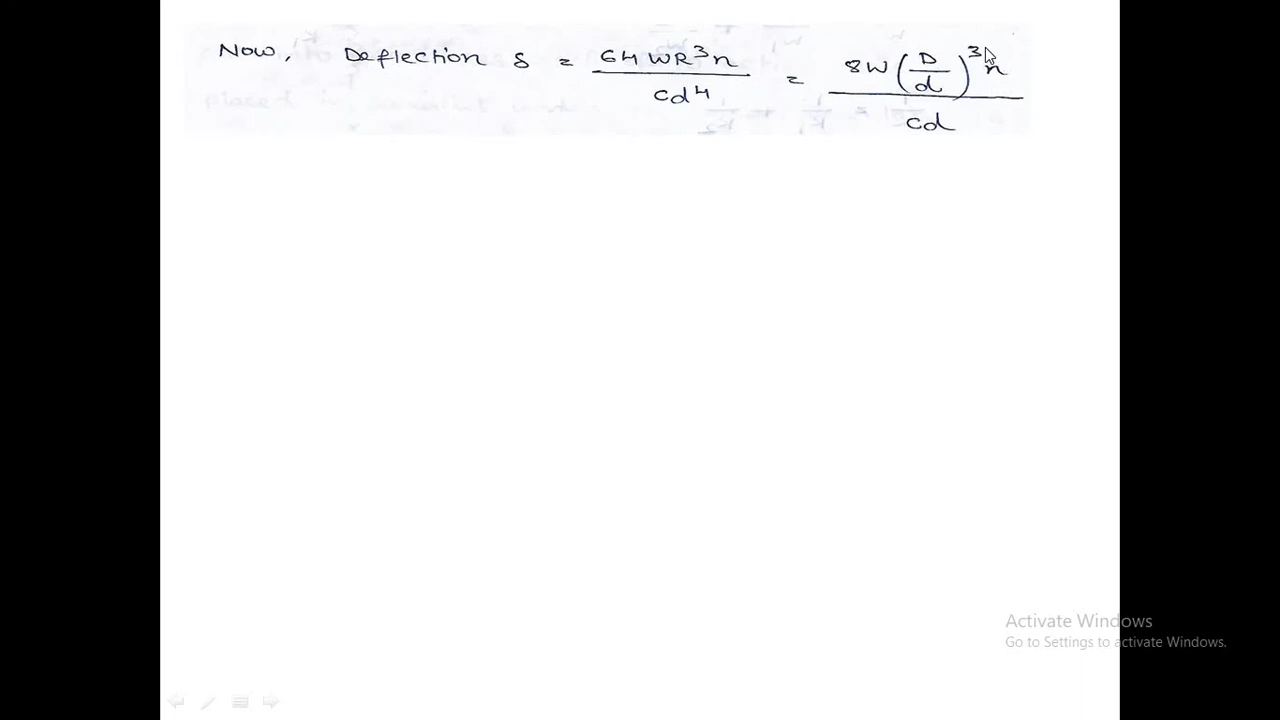 Now, Deflection δ = 64WR³n / cd⁴ = 8W(D/d)³n / cd
Activate Windows
Go to Settings to activate Windows.